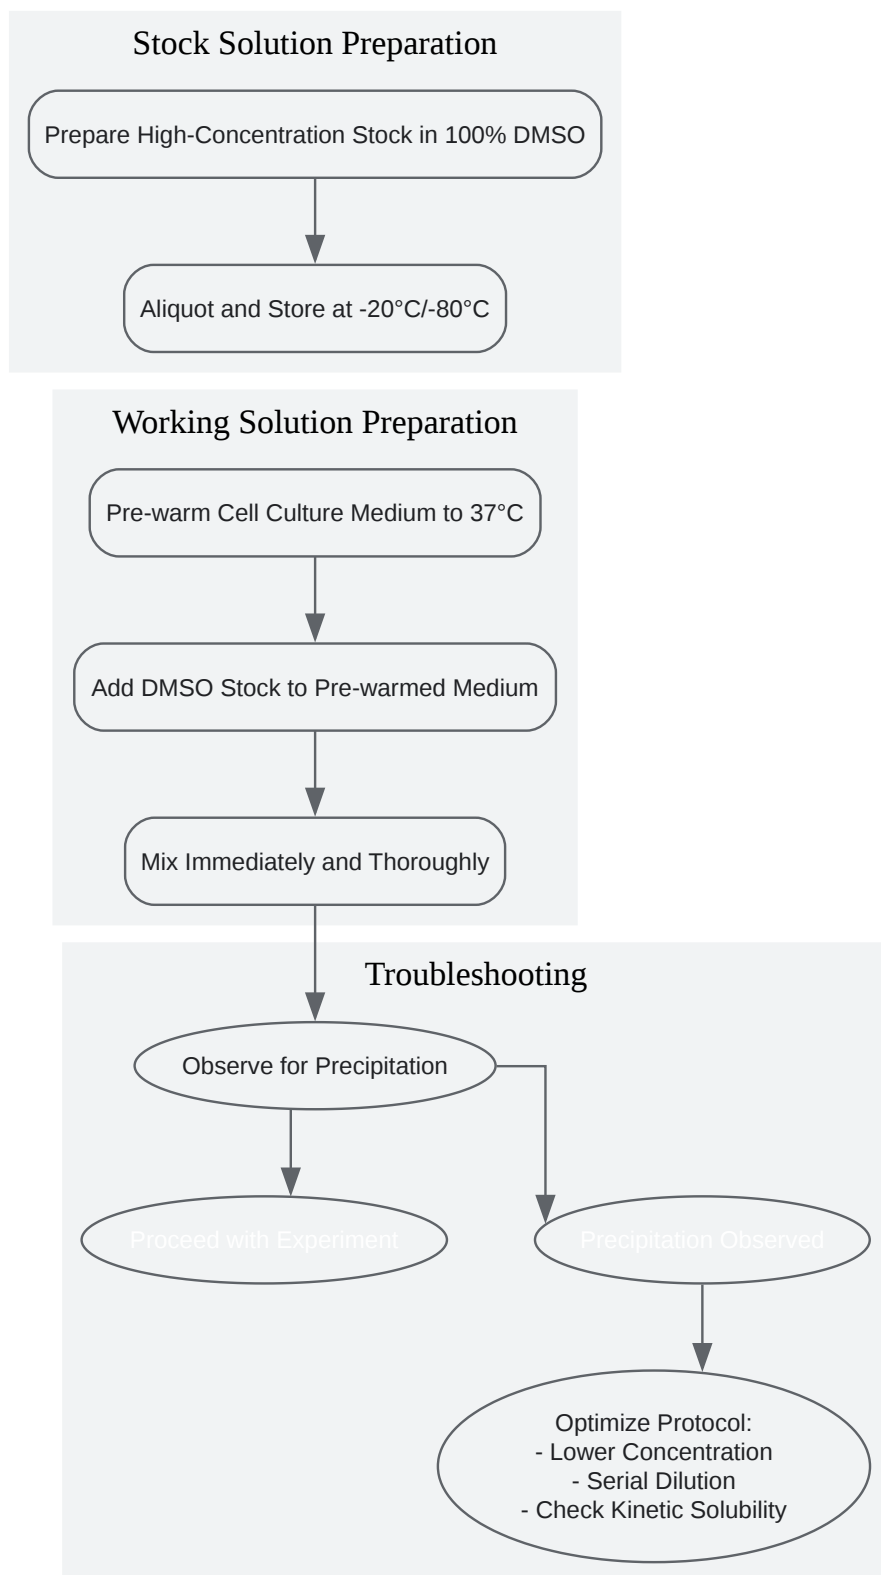 Stock Solution Preparation
Prepare High-Concentration Stock in 100% DMSO
Aliquot and Store at -20°C/-80°C
Working Solution Preparation
Pre-warm Cell Culture Medium to 37°C
Add DMSO Stock to Pre-warmed Medium
Mix Immediately and Thoroughly
Troubleshooting
Observe for Precipitation
Proceed with Experiment
Precipitation Observed
Optimize Protocol:
- Lower Concentration
- Serial Dilution
- Check Kinetic Solubility